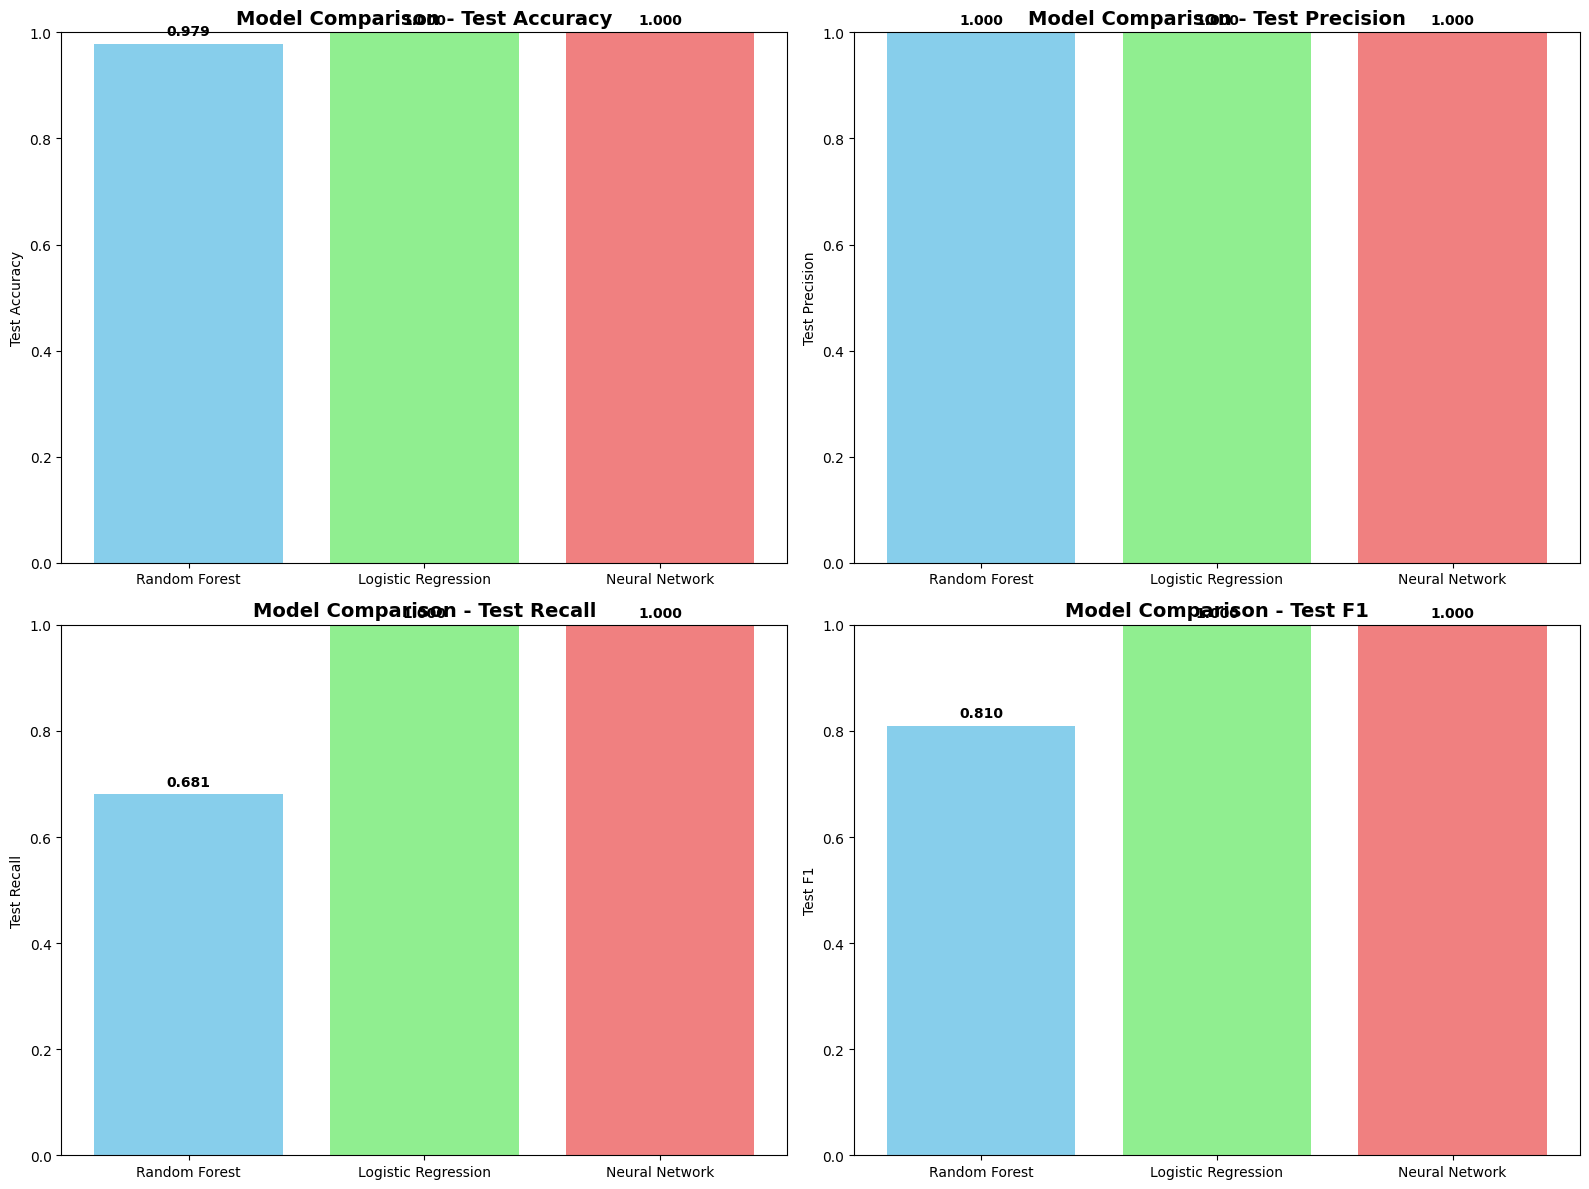 Model Comparison - Test Accuracy
0.979
1.000
1.000
1.0
0.8
0.6
0.4
0.2
0.0
Test Accuracy
Random Forest
Logistic Regression
Neural Network
Model Comparison - Test Precision
1.000
1.000
1.000
1.0
0.8
0.6
0.4
0.2
0.0
Test Precision
Random Forest
Logistic Regression
Neural Network
Model Comparison - Test Recall
0.681
1.000
1.000
1.0
0.8
0.6
0.4
0.2
0.0
Test Recall
Random Forest
Logistic Regression
Neural Network
Model Comparison - Test F1
0.810
1.000
1.000
1.0
0.8
0.6
0.4
0.2
0.0
Test F1
Random Forest
Logistic Regression
Neural Network